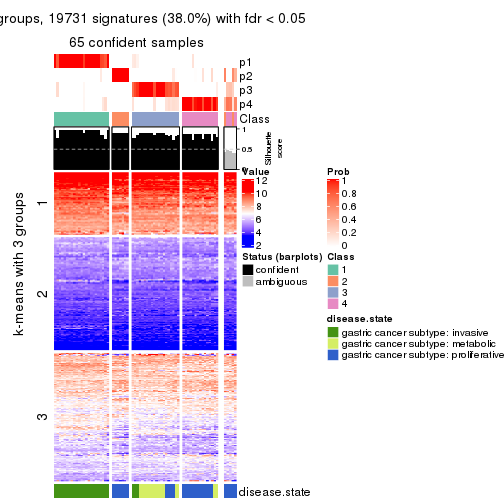 groups, 19731 signatures (38.0%) with fdr < 0.05
65 confident samples
p1
p2
p3
p4
Class
1
0.5
0
Silhouette
score
k-means with 3 groups
1
2
3
disease.state
Value
12
10
8
6
4
2
Prob
1
0.8
0.6
0.4
0.2
0
Status (barplots)
confident
ambiguous
Class
1
2
3
4
disease.state
gastric cancer subtype: invasive
gastric cancer subtype: metabolic
gastric cancer subtype: proliferative